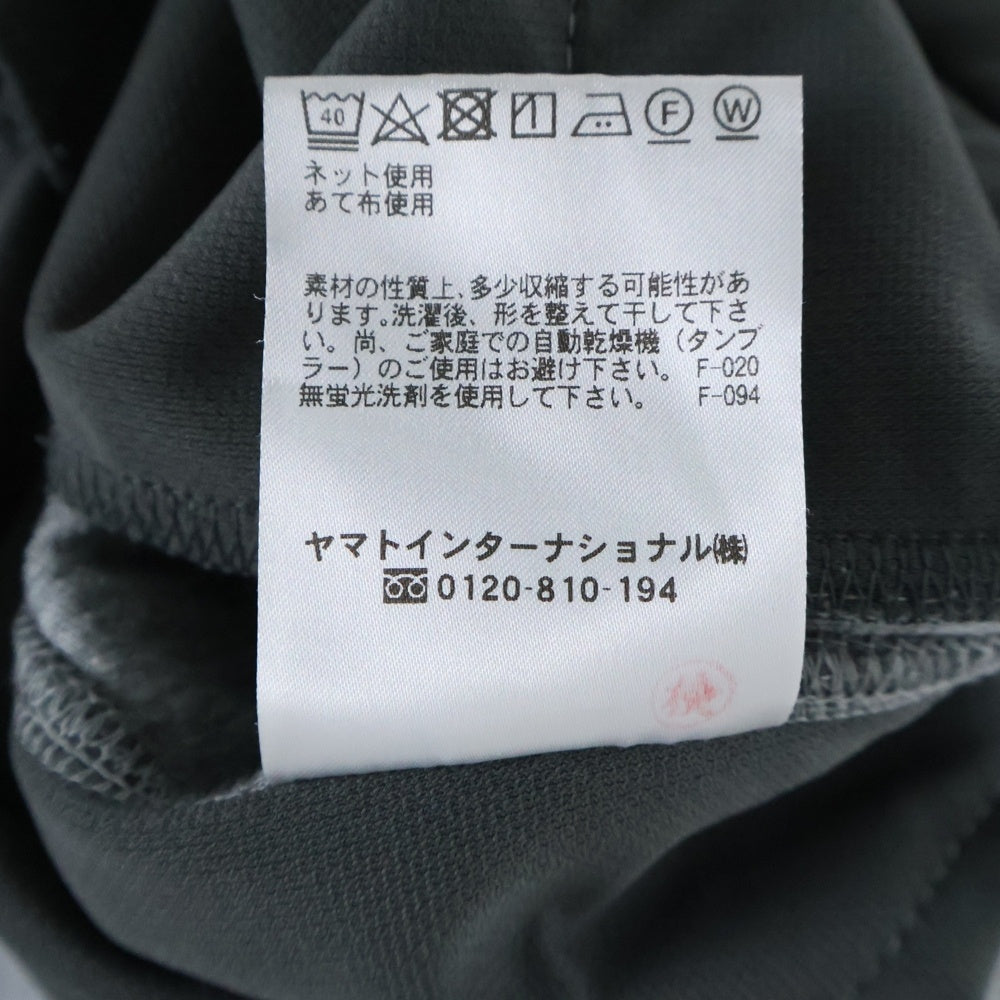 40 F W
ネット使用
あて布使用
素材の性質上、多少収縮する可能性があ
ります。洗濯後、形を整えて干して下さ
い。尚、ご家庭での自動乾燥機（タンブ
ラー）のご使用はお避け下さい。 F-020
無蛍光洗剤を使用して下さい。 F-094
ヤマトインターナショナル㈱
0120-810-194